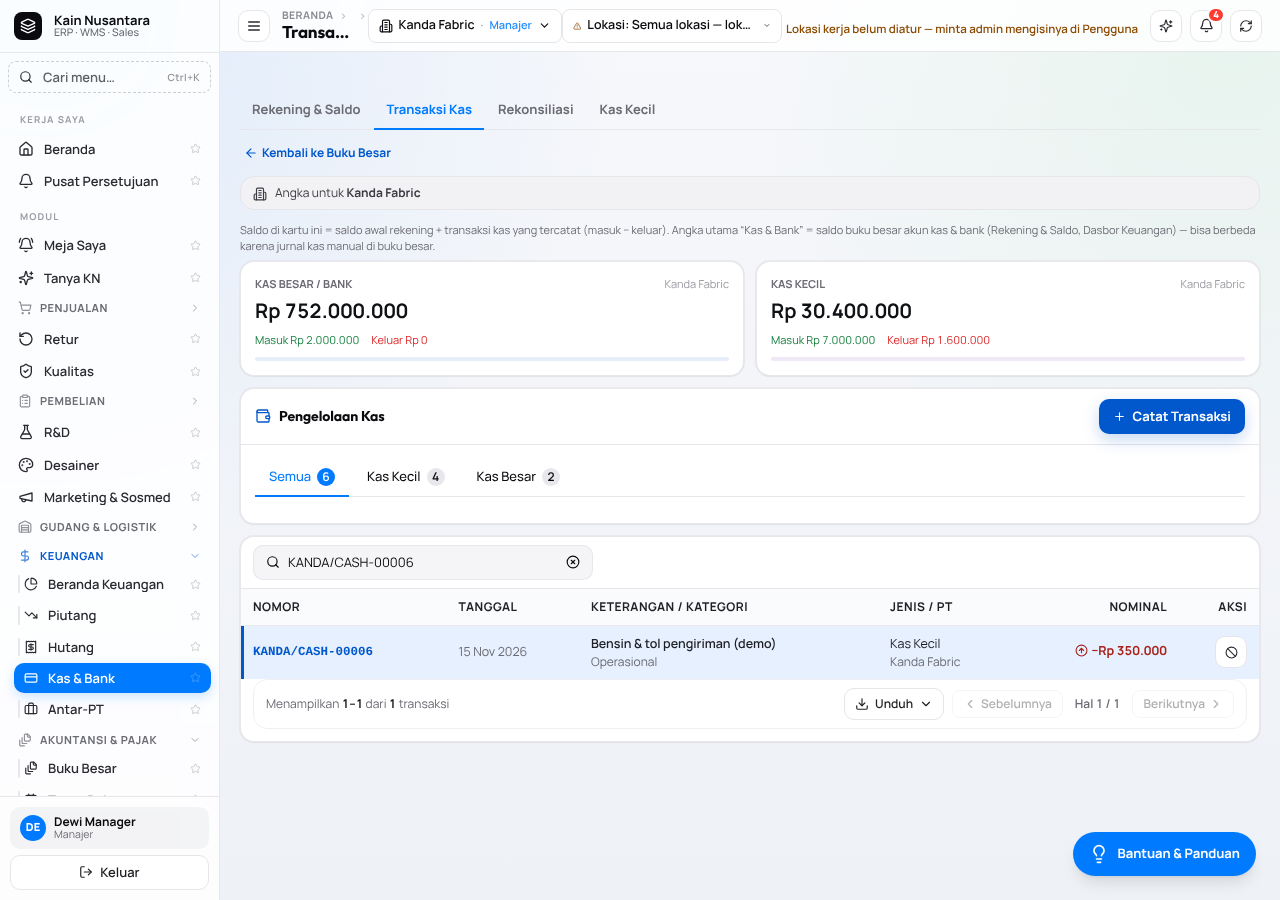 Kain Nusantara
ERP · WMS · Sales
Cari menu...
Ctrl+K
KERJA SAYA
Beranda
Pusat Persetujuan
MODUL
Meja Saya
Tanya KN
PENJUALAN
Retur
Kualitas
PEMBELIAN
R&D
Desainer
Marketing & Sosmed
GUDANG & LOGISTIK
KEUANGAN
Beranda Keuangan
Piutang
Hutang
Kas & Bank
Antar-PT
AKUNTANSI & PAJAK
Buku Besar
DE
Dewi Manager
Manajer
Keluar
BERANDA
Transa...
Kanda Fabric · Manajer
Lokasi: Semua lokasi — lok...
Lokasi kerja belum diatur — minta admin mengisinya di Pengguna
4
Rekening & Saldo
Transaksi Kas
Rekonsiliasi
Kas Kecil
Kembali ke Buku Besar
Angka untuk Kanda Fabric
Saldo di kartu ini = saldo awal rekening + transaksi kas yang tercatat (masuk − keluar). Angka utama "Kas & Bank" = saldo buku besar akun kas & bank (Rekening & Saldo, Dasbor Keuangan) — bisa berbeda
karena jurnal kas manual di buku besar.
KAS BESAR / BANK
Kanda Fabric
Rp 752.000.000
Masuk Rp 2.000.000
Keluar Rp 0
KAS KECIL
Kanda Fabric
Rp 30.400.000
Masuk Rp 7.000.000
Keluar Rp 1.600.000
Pengelolaan Kas
Catat Transaksi
Semua 6
Kas Kecil 4
Kas Besar 2
KANDA/CASH-00006
NOMOR
TANGGAL
KETERANGAN / KATEGORI
JENIS / PT
NOMINAL
AKSI
KANDA/CASH-00006
15 Nov 2026
Bensin & tol pengiriman (demo)
Operasional
Kas Kecil
Kanda Fabric
−Rp 350.000
Menampilkan 1–1 dari 1 transaksi
Unduh
Sebelumnya
Hal 1 / 1
Berikutnya
Bantuan & Panduan